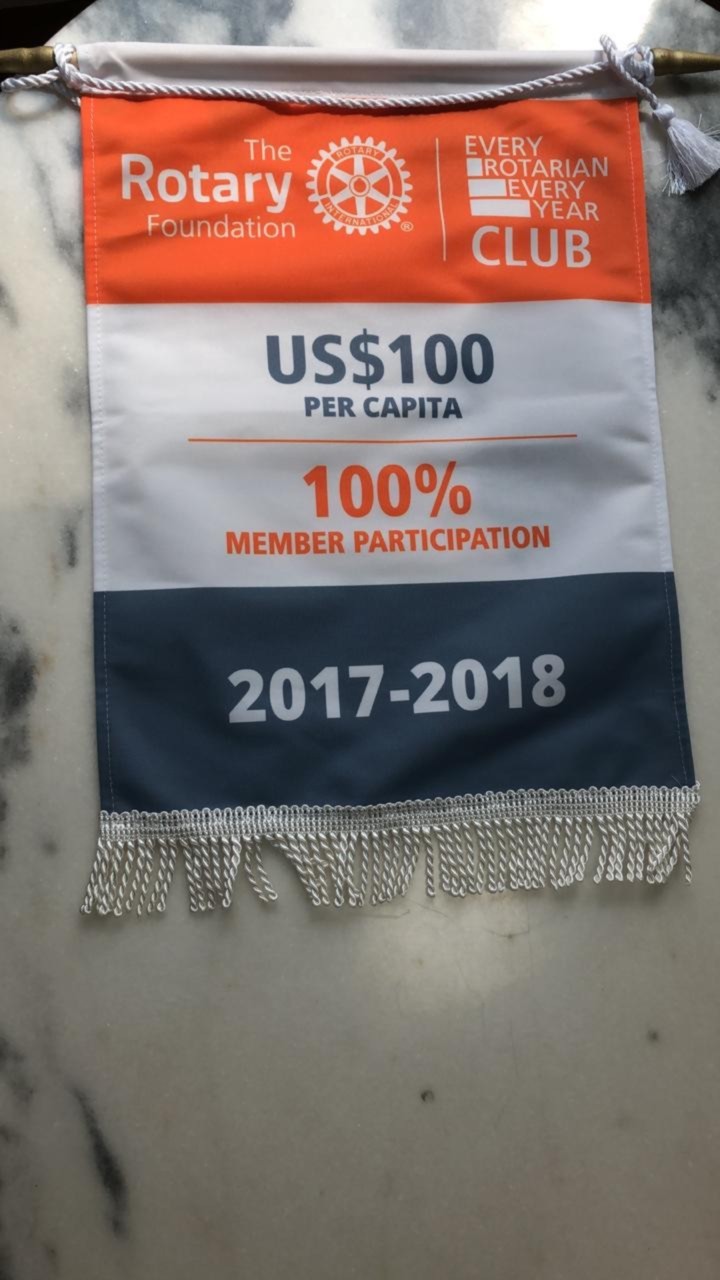 The
Rotary
Foundation
ROTARY
INTERNATIONAL
®
EVERY
ROTARIAN
EVERY
YEAR
CLUB
US$100
PER CAPITA
100%
MEMBER PARTICIPATION
2017-2018